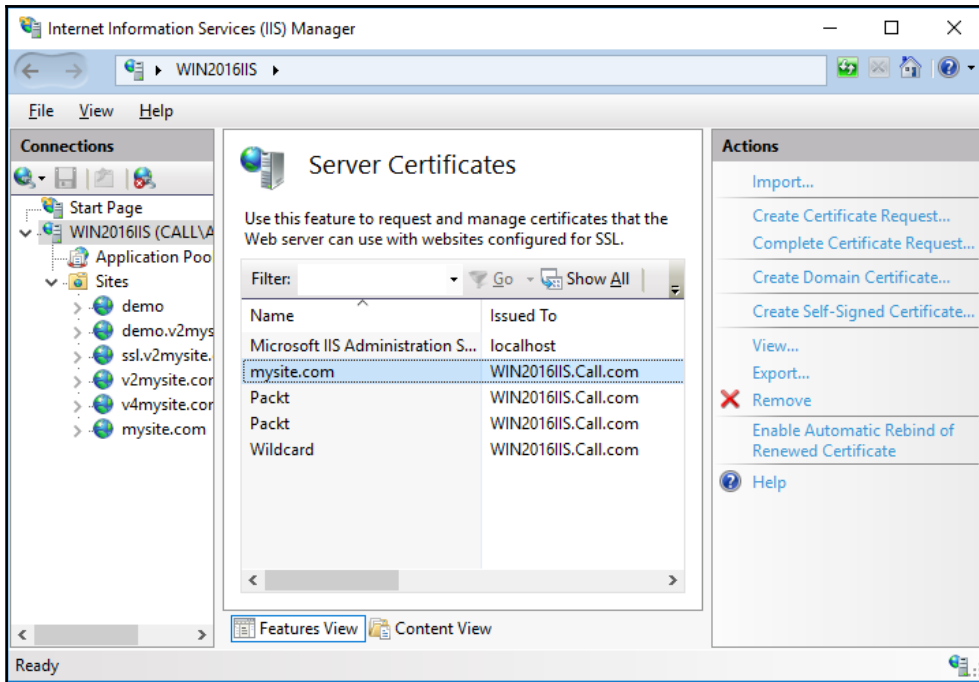 Internet Information Services (IIS) Manager
WIN2016IIS
File View Help
Connections
Start Page
WIN2016IIS (CALL\A
Application Poo
Sites
demo
demo.v2mys
ssl.v2mysite.
v2mysite.cor
v4mysite.cor
mysite.com
Server Certificates
Use this feature to request and manage certificates that the
Web server can use with websites configured for SSL.
Filter: Go Show All
Name Issued To
Microsoft IIS Administration S... localhost
mysite.com WIN2016IIS.Call.com
Packt WIN2016IIS.Call.com
Packt WIN2016IIS.Call.com
Wildcard WIN2016IIS.Call.com
Features View Content View
Actions
Import...
Create Certificate Request...
Complete Certificate Request...
Create Domain Certificate...
Create Self-Signed Certificate...
View...
Export...
Remove
Enable Automatic Rebind of
Renewed Certificate
Help
Ready